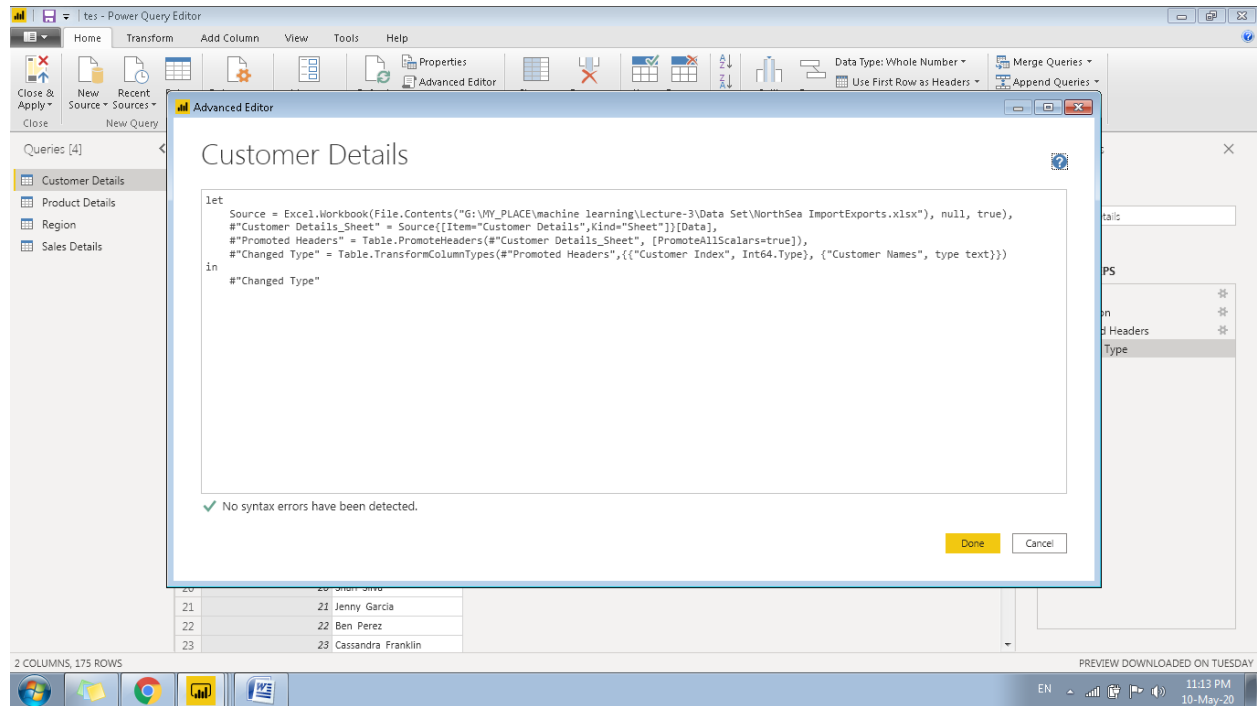 tes - Power Query Editor
Home Transform Add Column View Tools Help
Properties
Advanced Editor
Data Type: Whole Number
Use First Row as Headers
Merge Queries
Append Queries
Close & Apply
New Source
Recent Sources
Close
New Query
Advanced Editor
Queries [4]
Customer Details
Product Details
Region
Sales Details
Customer Details
let
Source = Excel.Workbook(File.Contents("G:\MY_PLACE\machine learning\Lecture-3\Data Set\NorthSea ImportExports.xlsx"), null, true),
#"Customer Details_Sheet" = Source{[Item="Customer Details",Kind="Sheet"]}[Data],
#"Promoted Headers" = Table.PromoteHeaders(#"Customer Details_Sheet", [PromoteAllScalars=true]),
#"Changed Type" = Table.TransformColumnTypes(#"Promoted Headers",{{"Customer Index", Int64.Type}, {"Customer Names", type text}})
in
#"Changed Type"
No syntax errors have been detected.
Done Cancel
tails
PS
on
d Headers
Type
21 21 Jenny Garcia
22 22 Ben Perez
23 23 Cassandra Franklin
2 COLUMNS, 175 ROWS
PREVIEW DOWNLOADED ON TUESDAY
EN
11:13 PM
10-May-20